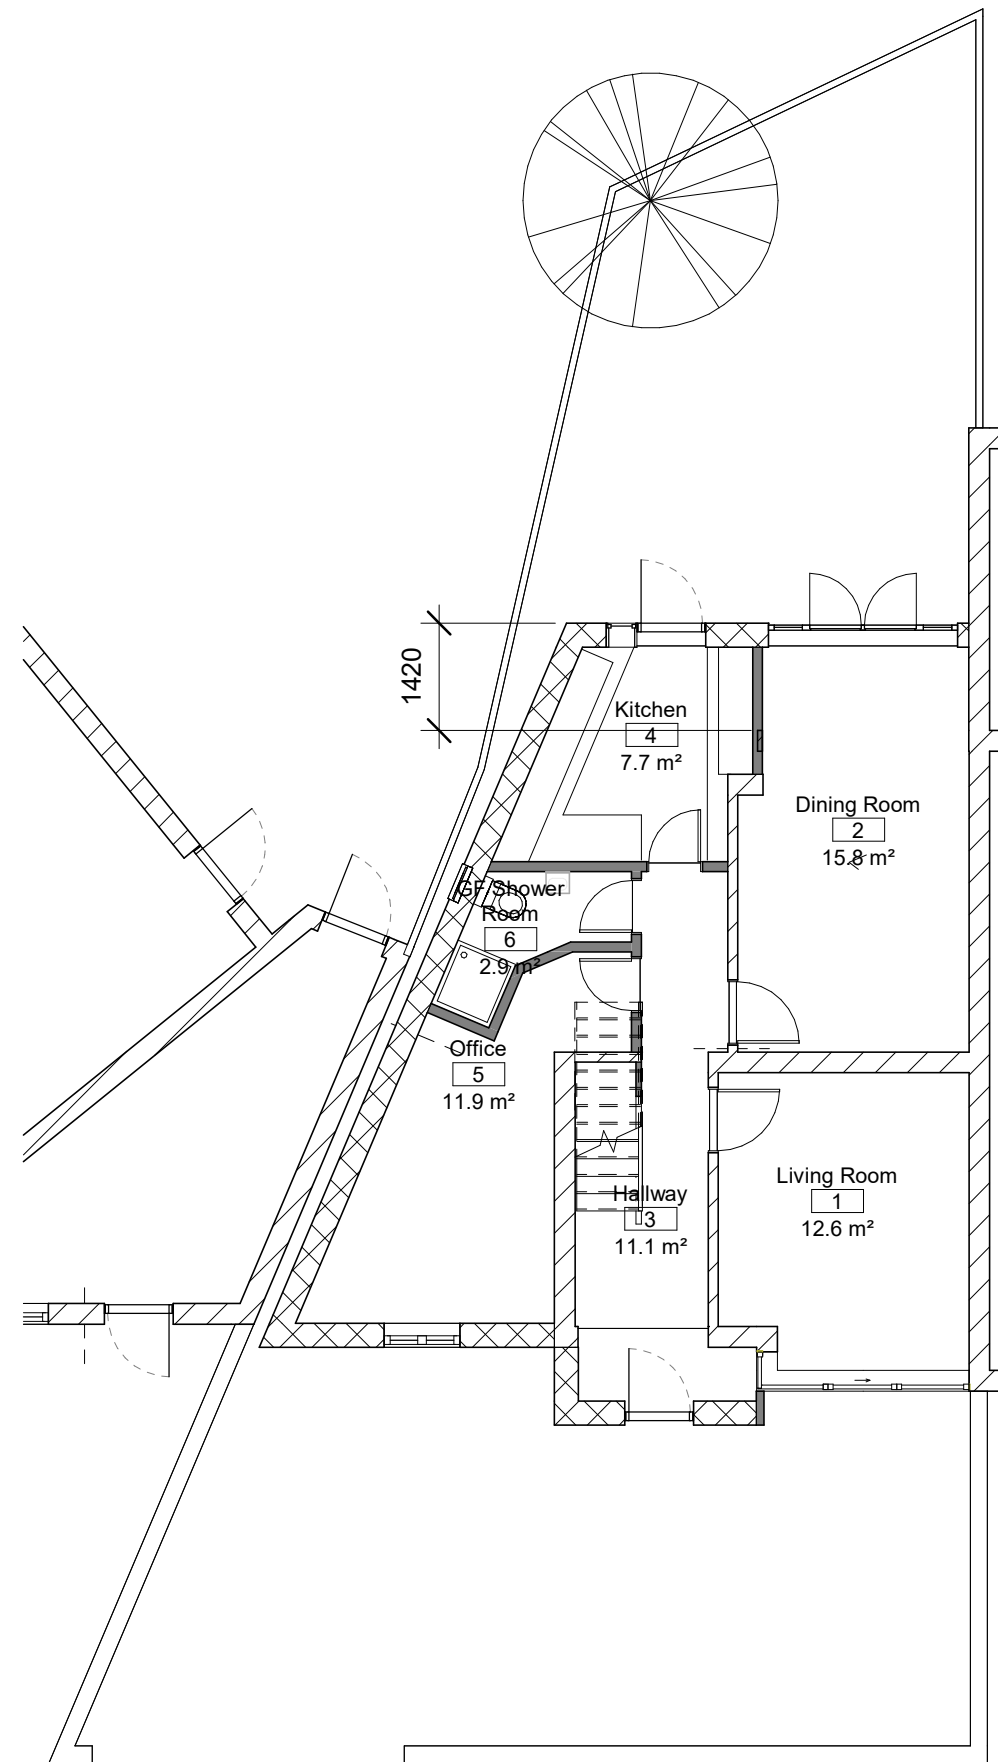 1420
Kitchen
4
7.7 m²
Dining Room
2
15.8 m²
GF Shower
Room
6
2.9 m²
Office
5
11.9 m²
Living Room
1
12.6 m²
Hallway
3
11.1 m²